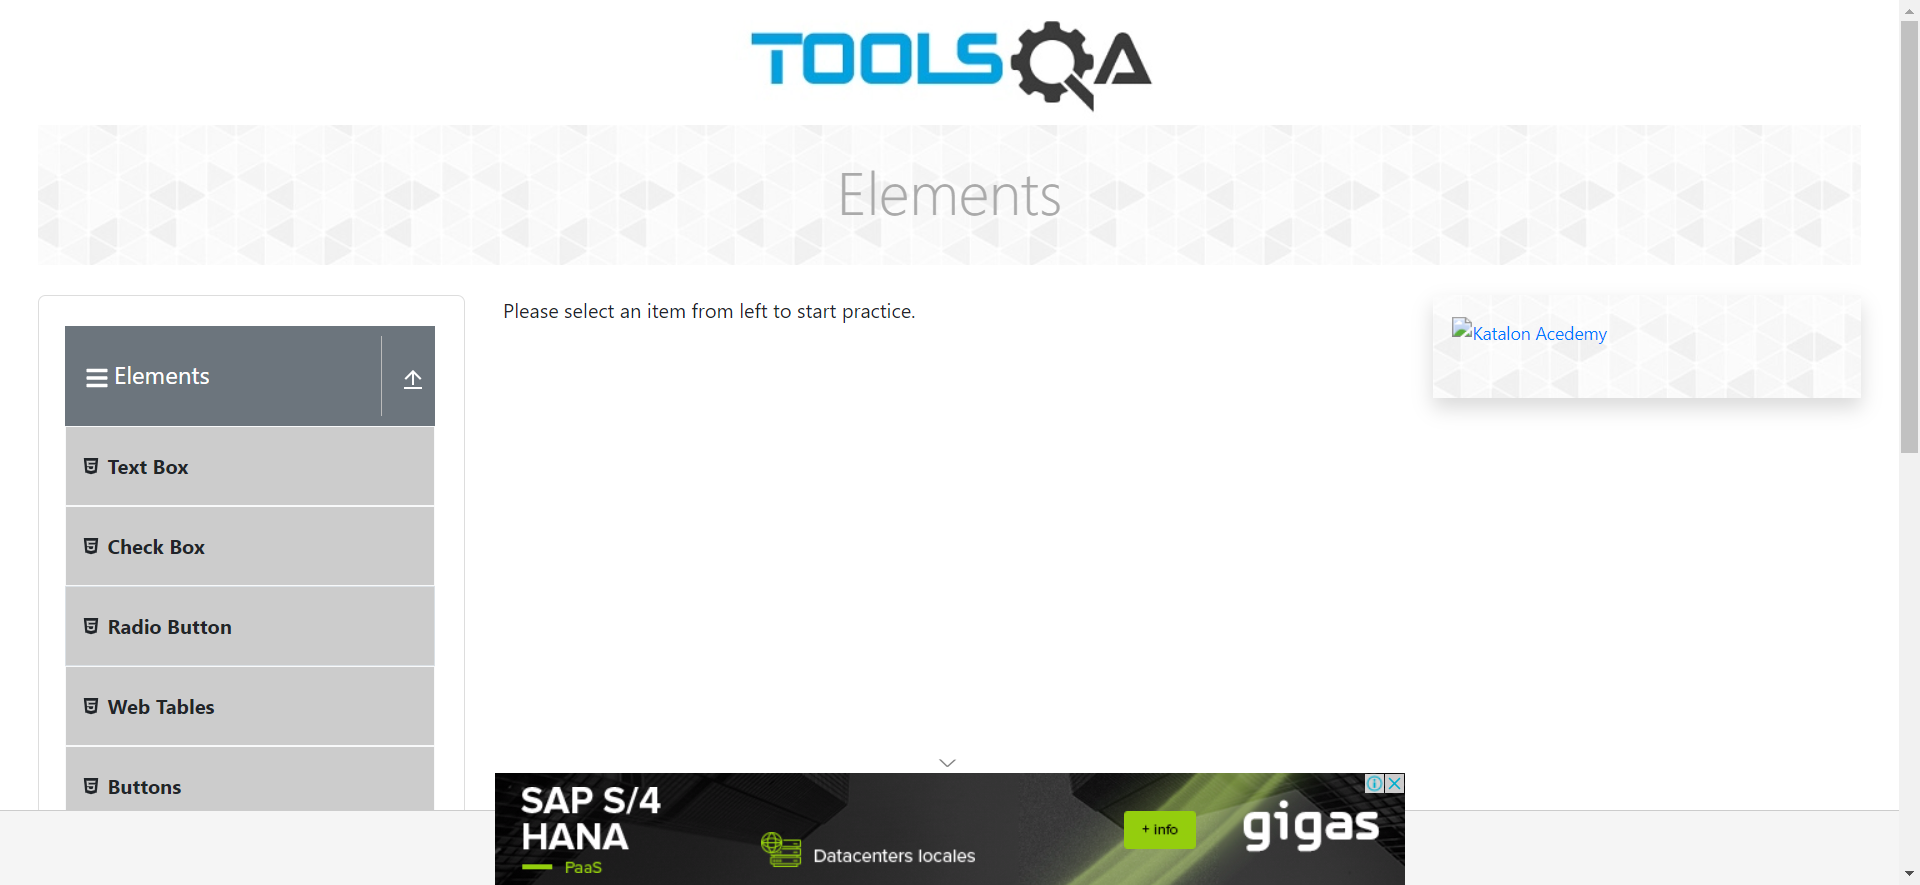 TOOLSQA
Elements
Elements
Text Box
Check Box
Radio Button
Web Tables
Buttons
Please select an item from left to start practice.
Katalon Acedemy
SAP S/4
HANA
PaaS
Datacenters locales
+ info
gigas